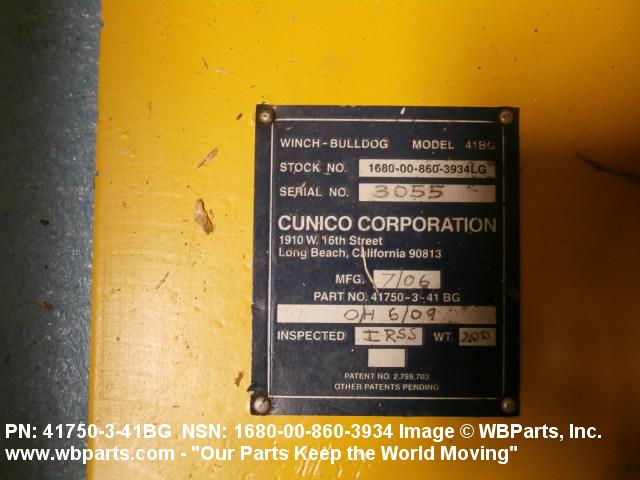 WINCH-BULLDOG MODEL 41BG
STOCK NO. 1680-00-860-3934LG
SERIAL NO. 3055
CUNICO CORPORATION
1910 W. 16th Street
Long Beach, California 90813
MFG. 7/06
PART NO. 41750-3-41 BG
OH 6/09
INSPECTED IRSS WT. 200
PATENT NO. 2,759,703
OTHER PATENTS PENDING
PN: 41750-3-41BG NSN: 1680-00-860-3934 Image © WBParts, Inc.
www.wbparts.com - "Our Parts Keep the World Moving"